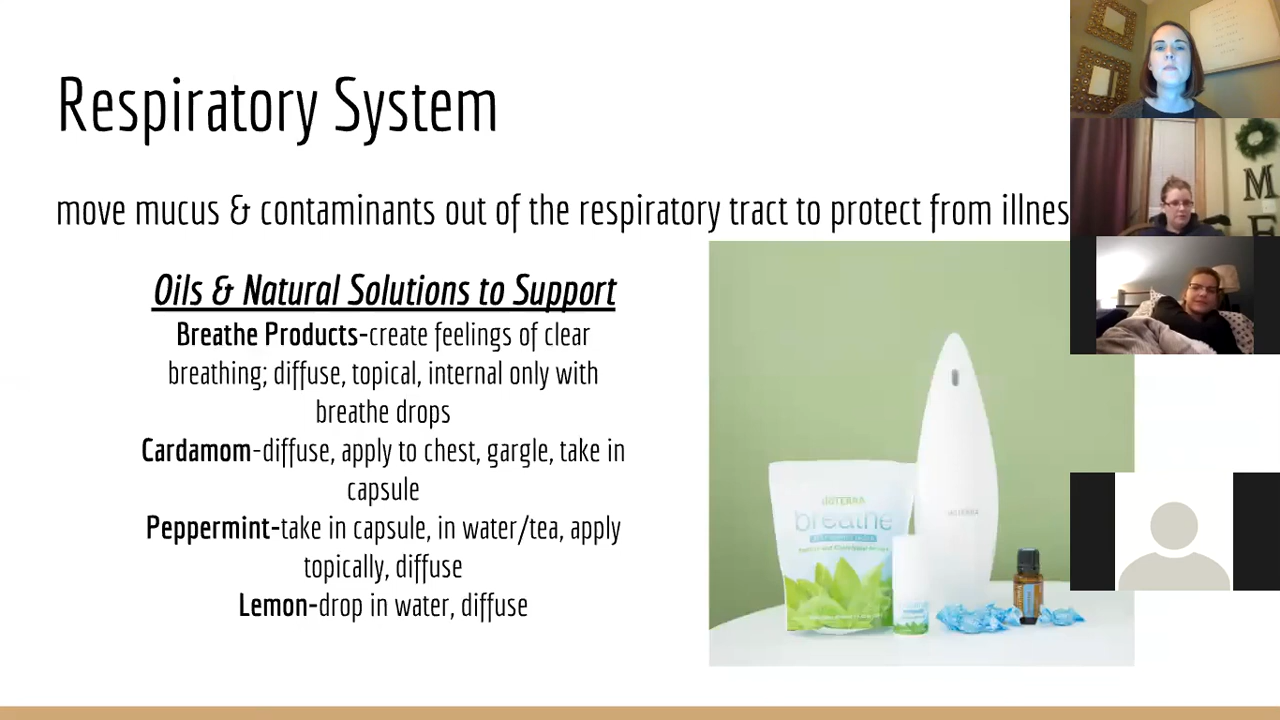 Respiratory System
move mucus & contaminants out of the respiratory tract to protect from illnes
Oils & Natural Solutions to Support
Breathe Products-create feelings of clear
breathing; diffuse, topical, internal only with
breathe drops
Cardamom-diffuse, apply to chest, gargle, take in
capsule
Peppermint-take in capsule, in water/tea, apply
topically, diffuse
Lemon-drop in water, diffuse
dōTERRA
breathe
dōTERRA
M